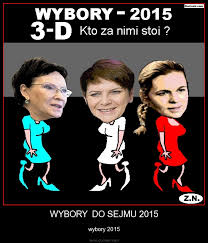 WYBORY - 2015
3-D Kto za nimi stoi ?
Z.N.
WYBORY DO SEJMU 2015
wybory 2015